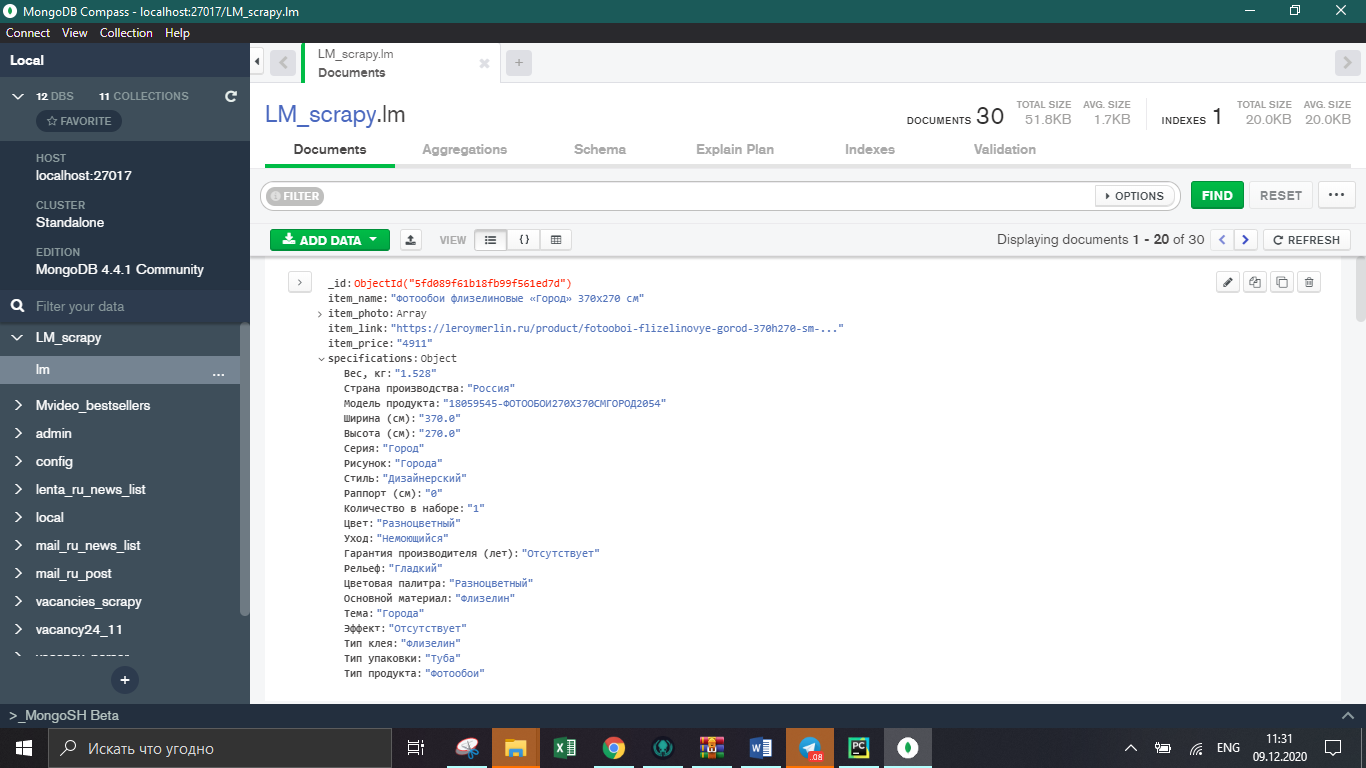 MongoDB Compass - localhost:27017/LM_scrapy.lm
Connect View Collection Help
Local
12 DBS 11 COLLECTIONS
FAVORITE
HOST
localhost:27017
CLUSTER
Standalone
EDITION
MongoDB 4.4.1 Community
Filter your data
LM_scrapy
lm ...
Mvideo_bestsellers
admin
config
lenta_ru_news_list
local
mail_ru_news_list
mail_ru_post
vacancies_scrapy
vacancy24_11
LM_scrapy.lm
Documents
LM_scrapy.lm
DOCUMENTS 30 TOTAL SIZE 51.8KB AVG. SIZE 1.7KB INDEXES 1 TOTAL SIZE 20.0KB AVG. SIZE 20.0KB
Documents Aggregations Schema Explain Plan Indexes Validation
FILTER OPTIONS FIND RESET ...
ADD DATA VIEW {} Displaying documents 1 - 20 of 30 < > REFRESH
_id: ObjectId("5fd089f61b18fb99f561ed7d")
item_name: "Фотообои флизелиновые «Город» 370х270 см"
item_photo: Array
item_link: "https://leroymerlin.ru/product/fotooboi-flizelinovye-gorod-370h270-sm-..."
item_price: "4911"
specifications: Object
Вес, кг: "1.528"
Страна производства: "Россия"
Модель продукта: "18059545-ФОТООБОИ270Х370СМГОРОД2054"
Ширина (см): "370.0"
Высота (см): "270.0"
Серия: "Город"
Рисунок: "Города"
Стиль: "Дизайнерский"
Раппорт (см): "0"
Количество в наборе: "1"
Цвет: "Разноцветный"
Уход: "Немоющийся"
Гарантия производителя (лет): "Отсутствует"
Рельеф: "Гладкий"
Цветовая палитра: "Разноцветный"
Основной материал: "Флизелин"
Тема: "Города"
Эффект: "Отсутствует"
Тип клея: "Флизелин"
Тип упаковки: "Туба"
Тип продукта: "Фотообои"
>_MongoSH Beta
Искать что угодно
.08
PC
ENG
11:31
09.12.2020